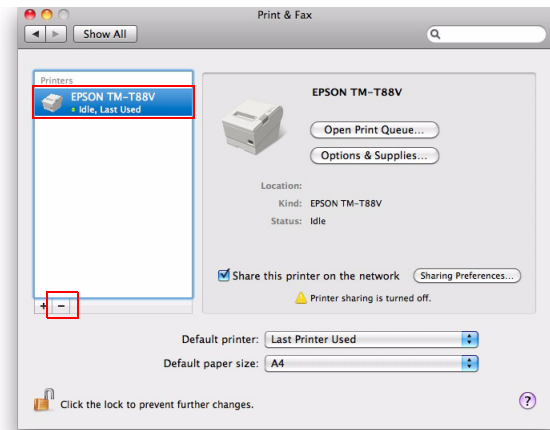 Print & Fax
Show All
Printers
EPSON TM-T88V
Idle, Last Used
EPSON TM-T88V
Open Print Queue...
Options & Supplies...
Location:
Kind: EPSON TM-T88V
Status: Idle
Share this printer on the network Sharing Preferences...
Printer sharing is turned off.
+ −
Default printer: Last Printer Used
Default paper size: A4
Click the lock to prevent further changes.
?